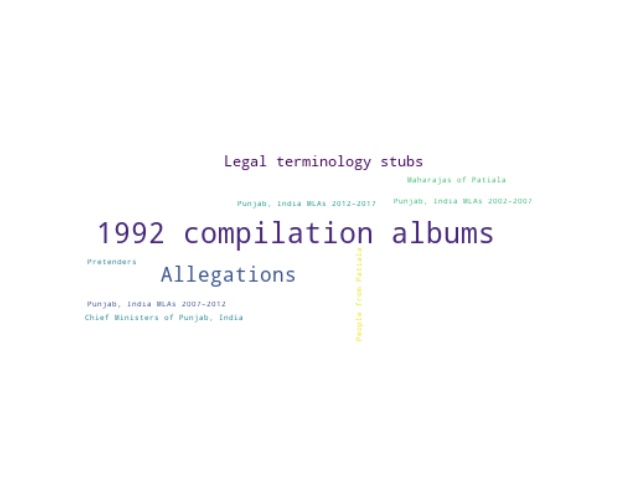 Legal terminology stubs
Maharajas of Patiala
Punjab, India MLAs 2012–2017
Punjab, India MLAs 2002–2007
1992 compilation albums
Pretenders
Allegations
People from Patiala
Punjab, India MLAs 2007–2012
Chief Ministers of Punjab, India